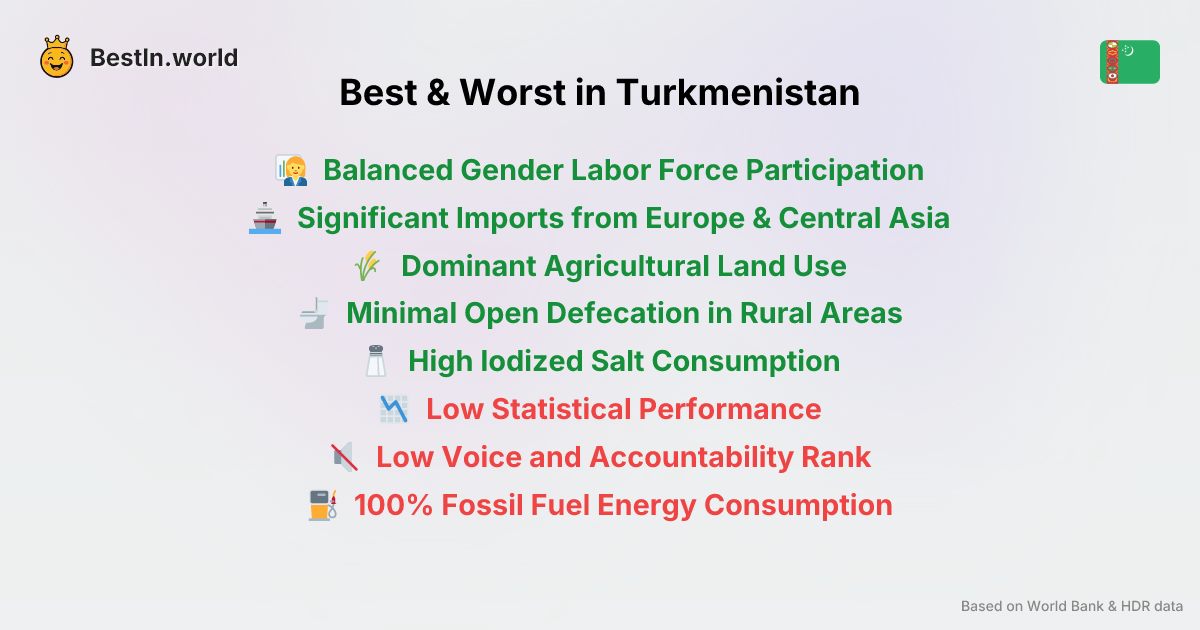 BestIn.world
Best & Worst in Turkmenistan
Balanced Gender Labor Force Participation
Significant Imports from Europe & Central Asia
Dominant Agricultural Land Use
Minimal Open Defecation in Rural Areas
High Iodized Salt Consumption
Low Statistical Performance
Low Voice and Accountability Rank
100% Fossil Fuel Energy Consumption
Based on World Bank & HDR data